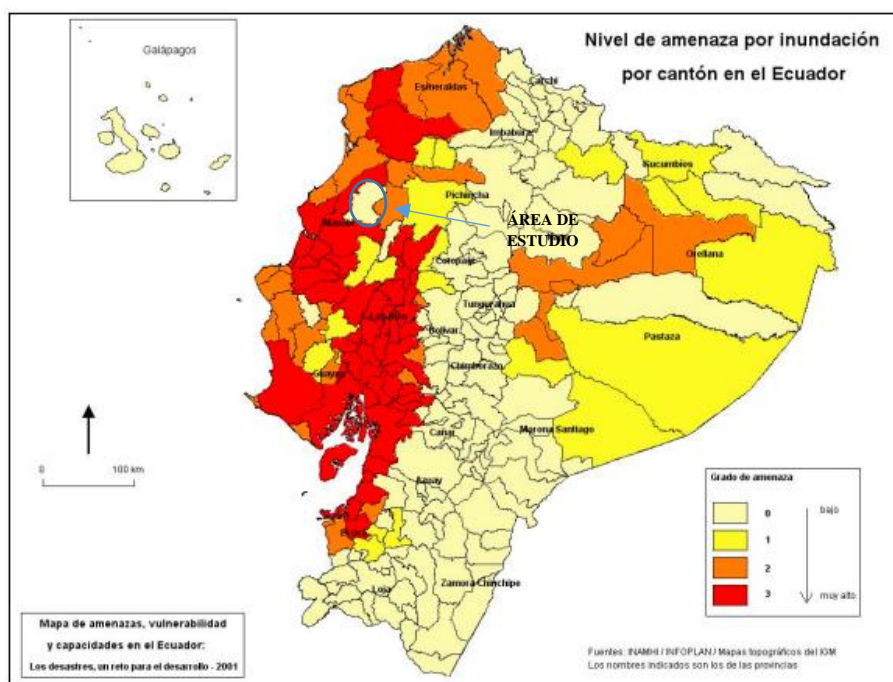 Nivel de amenaza por inundación
por cantón en el Ecuador
Galápagos
Carchi
Esmeraldas
Imbabura
Sucumbios
Pichincha
ÁREA DE
ESTUDIO
Orellana
Cotopaxi
Tungurahua
Bolívar
Pastaza
Chimborazo
Guayas
Cañar
Morona Santiago
Azuay
Loja
Zamora Chinchipe
0 100 km
Grado de amenaza
0 bajo
1
2
3 muy alto
Mapa de amenazas, vulnerabilidad
y capacidades en el Ecuador:
Los desastres, un reto para el desarrollo - 2001
Fuentes: INAMHI / INFOPLAN / Mapas topográficos del IGM
Los nombres indicados son los de las provincias